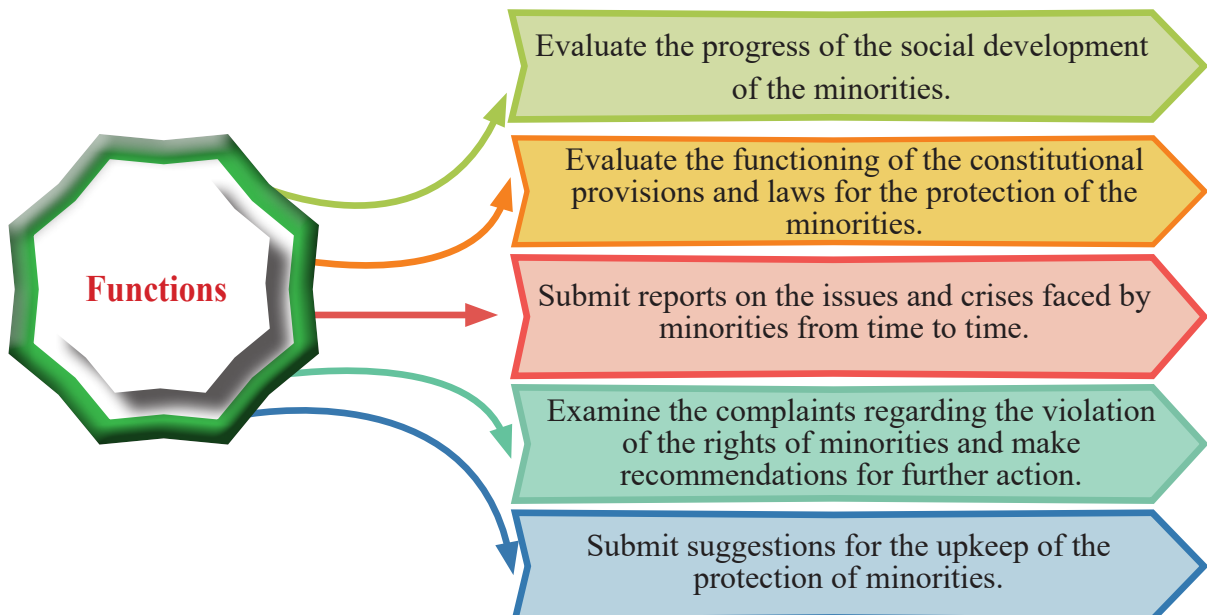 Functions
Evaluate the progress of the social development
of the minorities.
Evaluate the functioning of the constitutional
provisions and laws for the protection of the
minorities.
Submit reports on the issues and crises faced by
minorities from time to time.
Examine the complaints regarding the violation
of the rights of minorities and make
recommendations for further action.
Submit suggestions for the upkeep of the
protection of minorities.